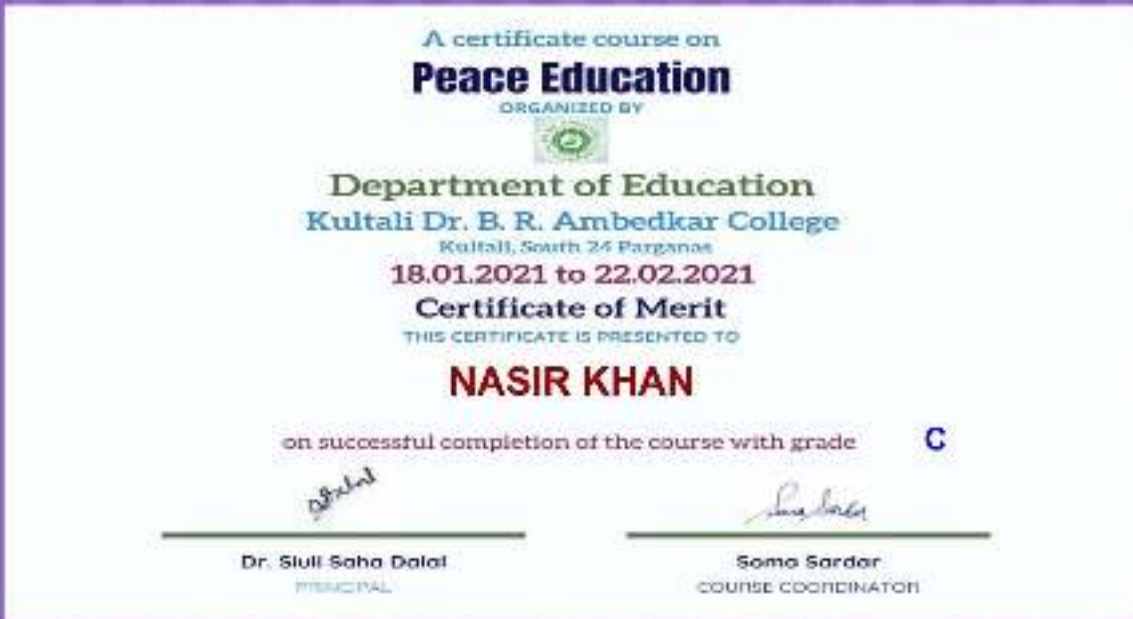 A certificate course on
Peace Education
ORGANIZED BY
Department of Education
Kultali Dr. B. R. Ambedkar College
Kultali, South 24 Parganas
18.01.2021 to 22.02.2021
Certificate of Merit
THIS CERTIFICATE IS PRESENTED TO
NASIR KHAN
on successful completion of the course with grade C
Dr. Siuli Saha Dalal Soma Sardar
PRINCIPAL COURSE COORDINATOR